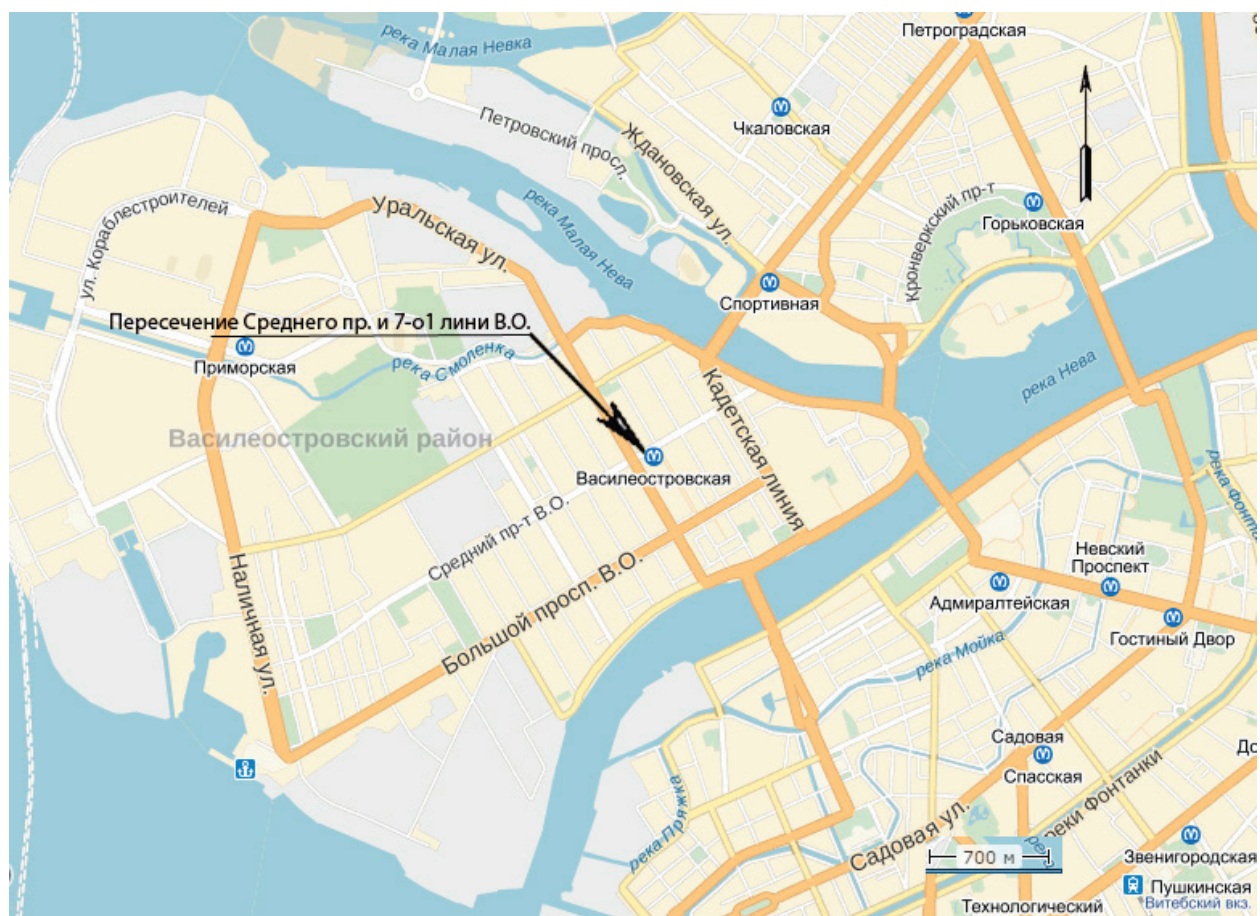 река Малая Невка
Петроградская
Петровский просп.
Чкаловская
Ждановская ул.
ул. Кораблестроителей
Уральская ул.
река Малая Нева
Кронверкский пр-т
Горьковская
Спортивная
Пересечение Среднего пр. и 7-о1 лини В.О.
Приморская
река Смоленка
Кадетская линия
река Нева
Василеостровский район
Василеостровская
река Фонта
Средний пр-т В.О.
Большой просп. В.О.
Наличная ул.
Невский
Проспект
Адмиралтейская
Гостиный Двор
река Мойка
Садовая
Спасская
До
река Пряжка
Садовая ул.
реки Фонтанки
700 м
Звенигородская
Пушкинская
Витебский вкз.
Технологический